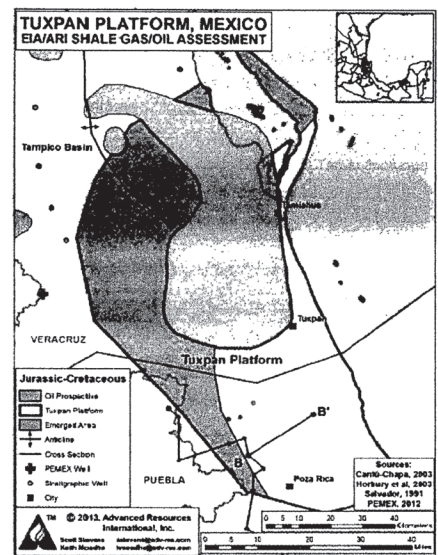 TUXPAN PLATFORM, MEXICO
EIA/ARI SHALE GAS/OIL ASSESSMENT
Tampico Basin
Tuxpan
VERACRUZ
Tuxpan Platform
Jurassic-Cretaceous
Oil Prospective
Tuxpan Platform
Emerged Area
Anticline
Cross Section
PEMEX Well
Stratigraphic Well
City
B'
B
PUEBLA
Poza Rica
Sources:
Cantú-Chapa, 2003
Horbury et al, 2003
Salvador, 1991
PEMEX, 2012
TM
© 2013, Advanced Resources
International, Inc.
Scott Stevens
Keith Moodhe
0 5 10 20 30 40
Kilometers
0 5 10 20 30 40
Miles